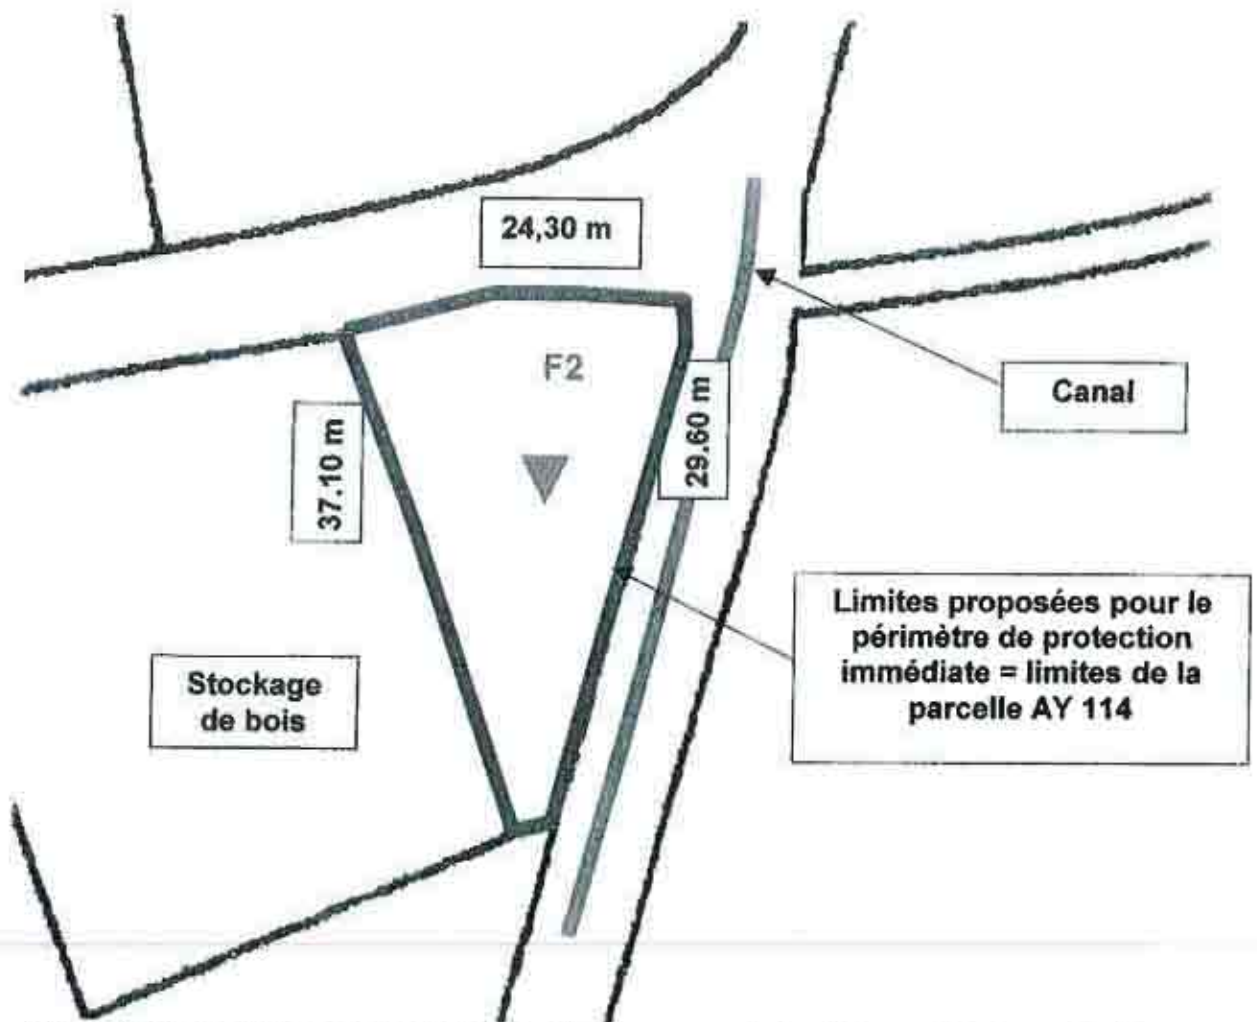 24,30 m
F2
Canal
37.10 m
29.60 m
Limites proposées pour le
périmètre de protection
immédiate = limites de la
parcelle AY 114
Stockage
de bois